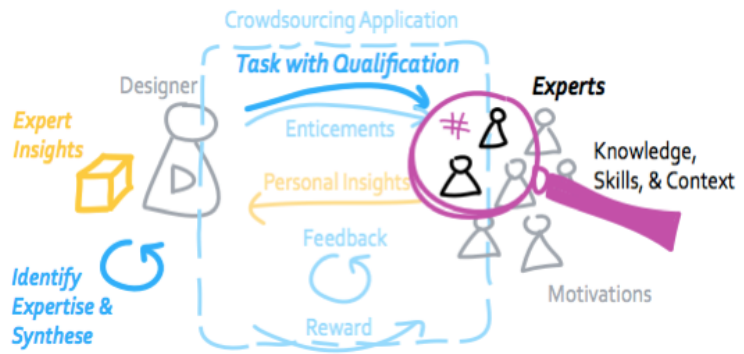 Crowdsourcing Application
Task with Qualification
Designer
Experts
Expert
Insights
Enticements
#
Knowledge,
Skills, & Context
D
Personal Insights
Feedback
Identify
Expertise &
Synthese
Motivations
Reward